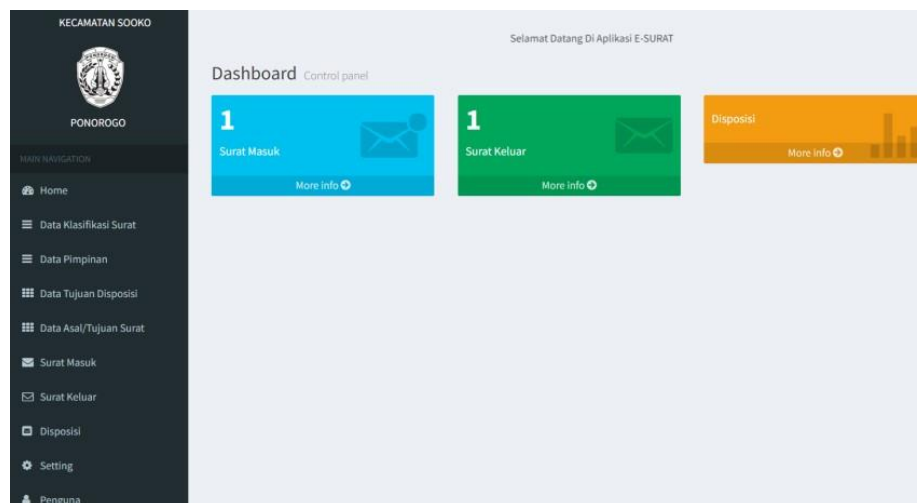 KECAMATAN SOOKO
PONOROGO
MAIN NAVIGATION
Home
Data Klasifikasi Surat
Data Pimpinan
Data Tujuan Disposisi
Data Asal/Tujuan Surat
Surat Masuk
Surat Keluar
Disposisi
Setting
Penguna
Selamat Datang Di Aplikasi E-SURAT
Dashboard Control panel
1
Surat Masuk
More info
1
Surat Keluar
More info
Disposisi
More info